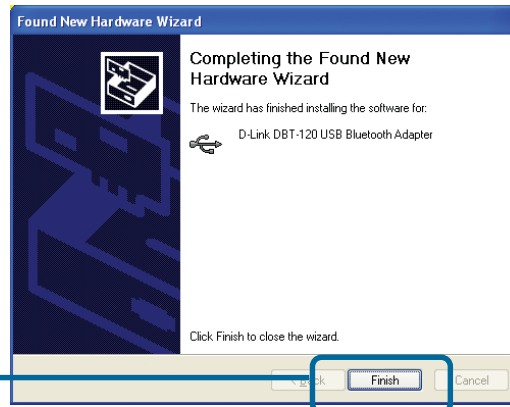 Found New Hardware Wizard
Completing the Found New
Hardware Wizard
The wizard has finished installing the software for:
D-Link DBT-120 USB Bluetooth Adapter
Click Finish to close the wizard.
Finish Cancel